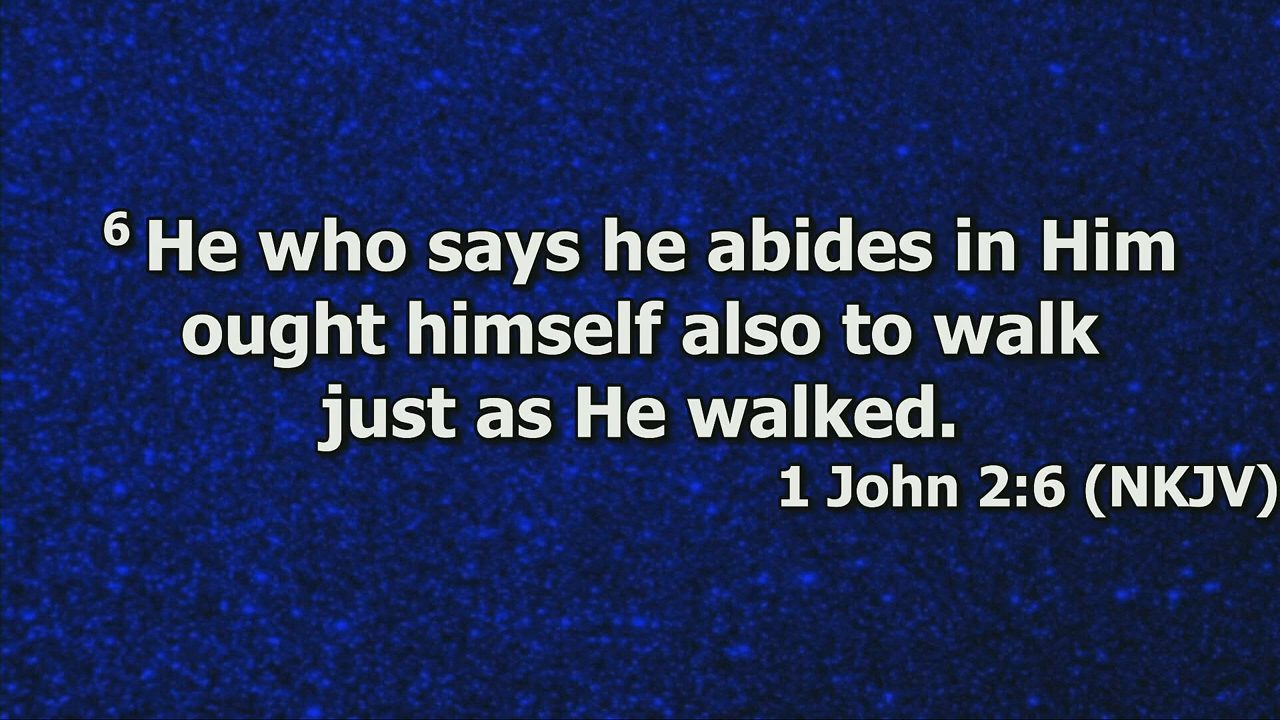 6 He who says he abides in Him
ought himself also to walk
just as He walked.
1 John 2:6 (NKJV)